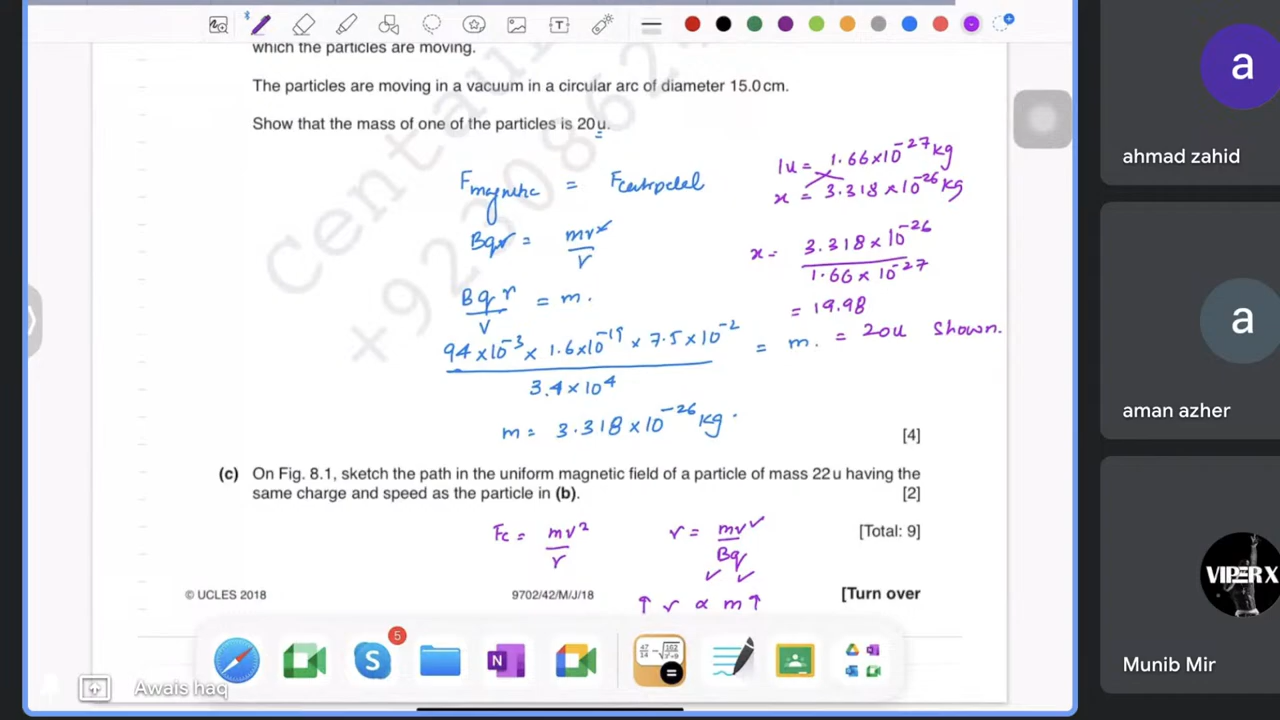 which the particles are moving.
The particles are moving in a vacuum in a circular arc of diameter 15.0 cm.
Show that the mass of one of the particles is 20u.
Fmagnetic = Fcentripetal
Bqv = mv²/r
Bqr/v = m.
94×10⁻³ × 1.6×10⁻¹⁹ × 7.5×10⁻² / 3.4×10⁴ = m.
m = 3.318×10⁻²⁶ kg.
1u = 1.66×10⁻²⁷ kg
x = 3.318×10⁻²⁶ kg
x = 3.318×10⁻²⁶ / 1.66×10⁻²⁷
= 19.98
= 20u Shown.
[4]
(c) On Fig. 8.1, sketch the path in the uniform magnetic field of a particle of mass 22u having the
same charge and speed as the particle in (b). [2]
[Total: 9]
Fc = mv²/r
r = mv/Bq
↑ r ∝ m ↑
© UCLES 2018 9702/42/M/J/18 [Turn over
Centaur
+92308862
5
N
Awais haq
a
ahmad zahid
a
aman azher
VIPER X
Munib Mir